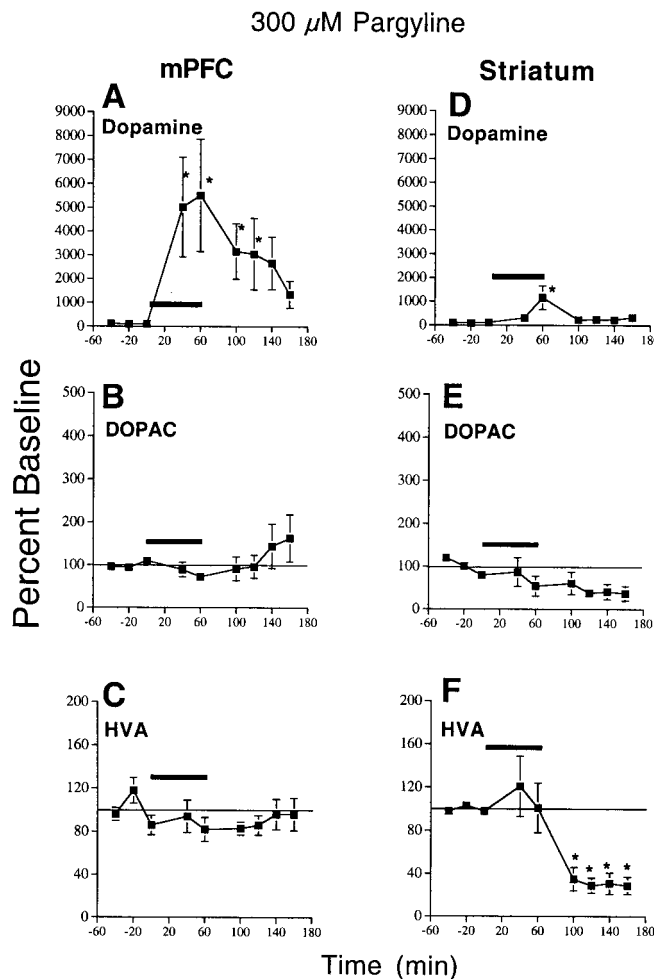 300 µM Pargyline
mPFC
Striatum
Percent Baseline
A
Dopamine
9000
8000
7000
6000
5000
4000
3000
2000
1000
0
* * * *
-60 -20 20 60 100 140 180
D
Dopamine
9000
8000
7000
6000
5000
4000
3000
2000
1000
0
*
-60 -20 20 60 100 140 180
B
DOPAC
500
400
300
200
100
0
-60 -20 20 60 100 140 180
E
DOPAC
500
400
300
200
100
0
-60 -20 20 60 100 140 180
C
HVA
200
160
120
80
40
0
-60 -20 20 60 100 140 180
F
HVA
200
160
120
80
40
0
* * * *
-60 -20 20 60 100 140 180
Time (min)